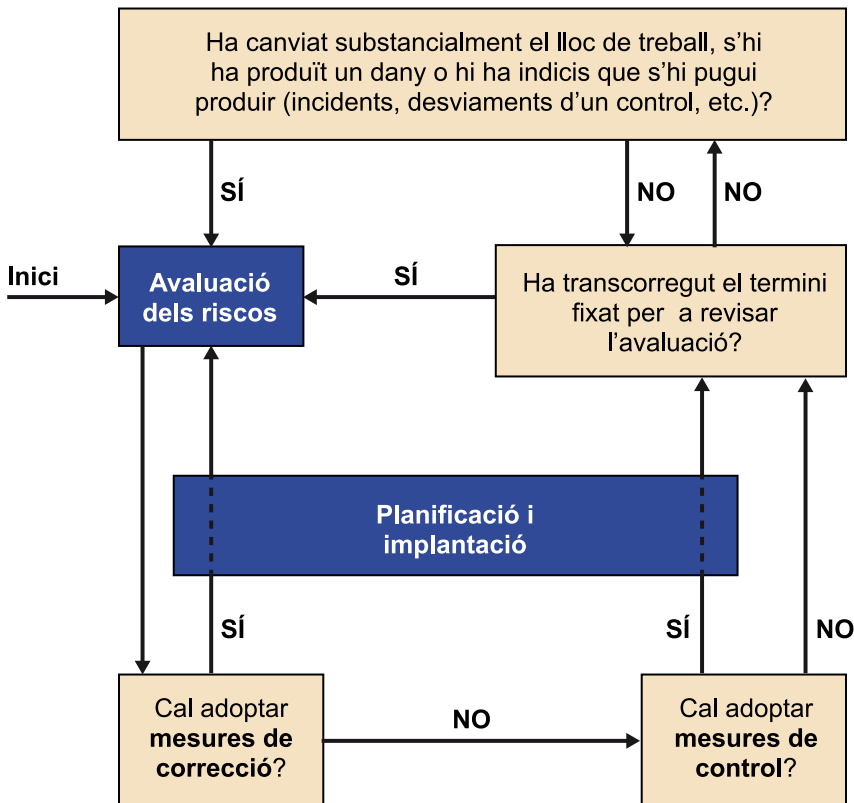 Ha canviat substancialment el lloc de treball, s’hi
ha produït un dany o hi ha indicis que s’hi pugui
produir (incidents, desviaments d’un control, etc.)?
SÍ
NO
NO
Inici
Avaluació
dels riscos
SÍ
Ha transcorregut el termini
fixat per  a revisar
l’avaluació?
Planificació i
implantació
SÍ
SÍ
NO
Cal adoptar
mesures de
correcció?
NO
Cal adoptar
mesures de
control?